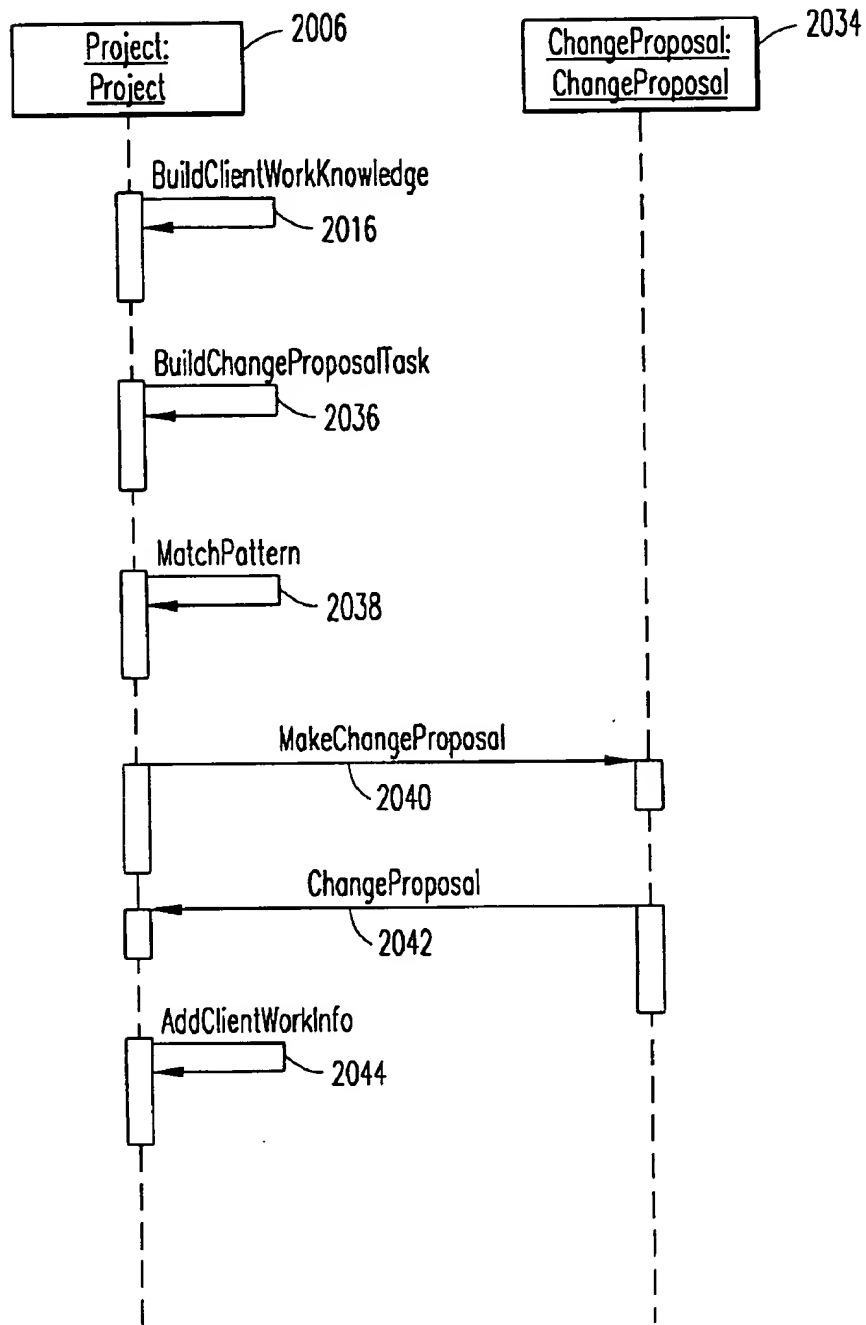 Project:
Project
2006
ChangeProposal:
ChangeProposal
2034
BuildClientWorkKnowledge
2016
BuildChangeProposalTask
2036
MatchPattern
2038
MakeChangeProposal
2040
ChangeProposal
2042
AddClientWorkInfo
2044